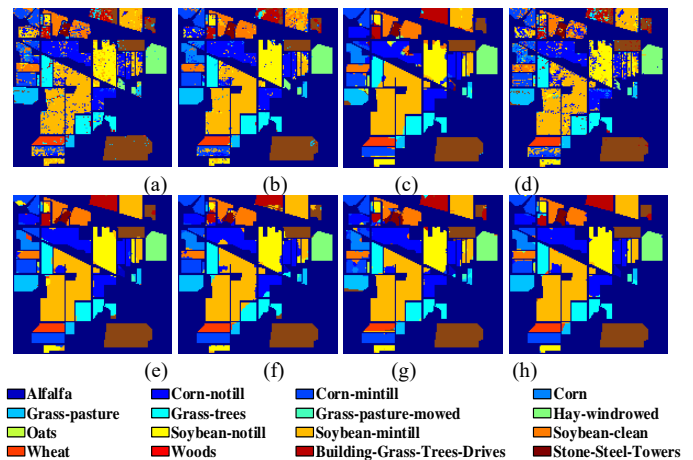 (a) (b) (c) (d)
(e) (f) (g) (h)
Alfalfa Corn-notill Corn-mintill Corn
Grass-pasture Grass-trees Grass-pasture-mowed Hay-windrowed
Oats Soybean-notill Soybean-mintill Soybean-clean
Wheat Woods Building-Grass-Trees-Drives Stone-Steel-Towers